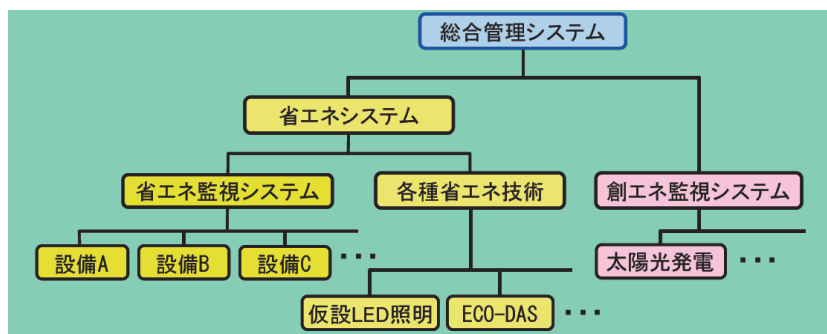 総合管理システム
省エネシステム
省エネ監視システム
各種省エネ技術
創エネ監視システム
設備A
設備B
設備C
･･･
太陽光発電
･･･
仮設LED照明
ECO-DAS
･･･